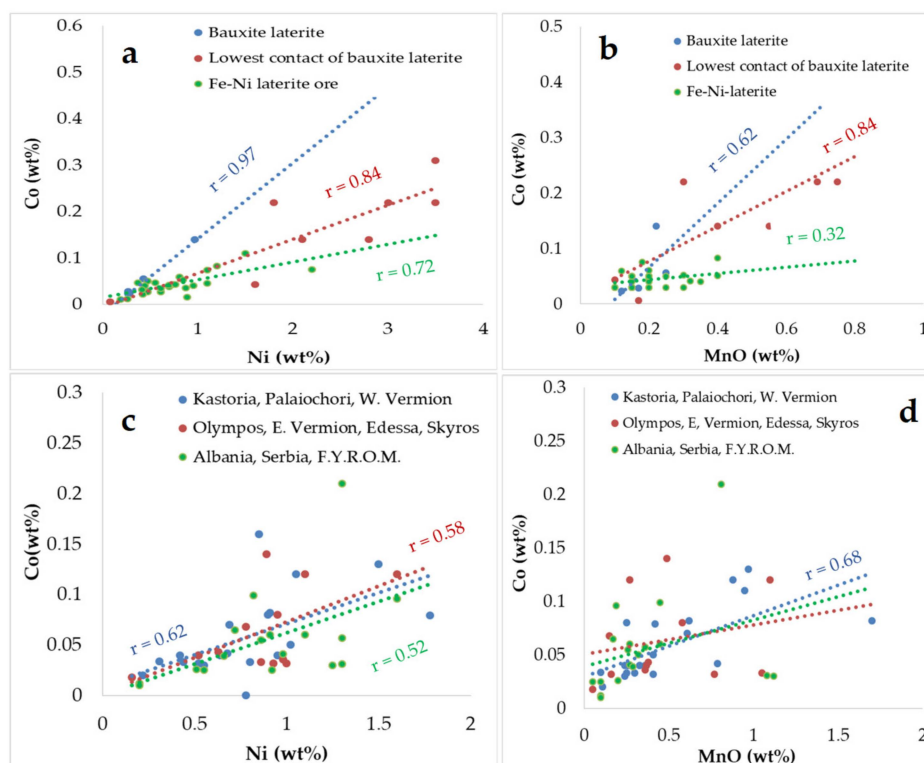 a
Bauxite laterite
Lowest contact of bauxite laterite
Fe-Ni laterite ore
Co (wt%)
0.6
0.5
0.4
0.3
0.2
0.1
0
r = 0.97
r = 0.84
r = 0.72
0 1 2 3 4
Ni (wt%)
b
Bauxite laterite
Lowest contact of bauxite laterite
Fe-Ni-laterite
Co (wt%)
0.5
0.4
0.3
0.2
0.1
0
r = 0.62
r = 0.84
r = 0.32
0 0.2 0.4 0.6 0.8 1
MnO (wt%)
c
Kastoria, Palaiochori, W. Vermion
Olympos, E. Vermion, Edessa, Skyros
Albania, Serbia, F.Y.R.O.M.
Co(wt%)
0.3
0.25
0.2
0.15
0.1
0.05
0
r = 0.58
r = 0.62
r = 0.52
0 0.5 1 1.5 2
Ni (wt%)
d
Kastoria, Palaiochori, W. Vermion
Olympos, E. Vermion, Edessa, Skyros
Albania, Serbia, F.Y.R.O.M.
Co (wt%)
0.3
0.25
0.2
0.15
0.1
0.05
0
r = 0.68
0 0.5 1 1.5 2
MnO (wt%)